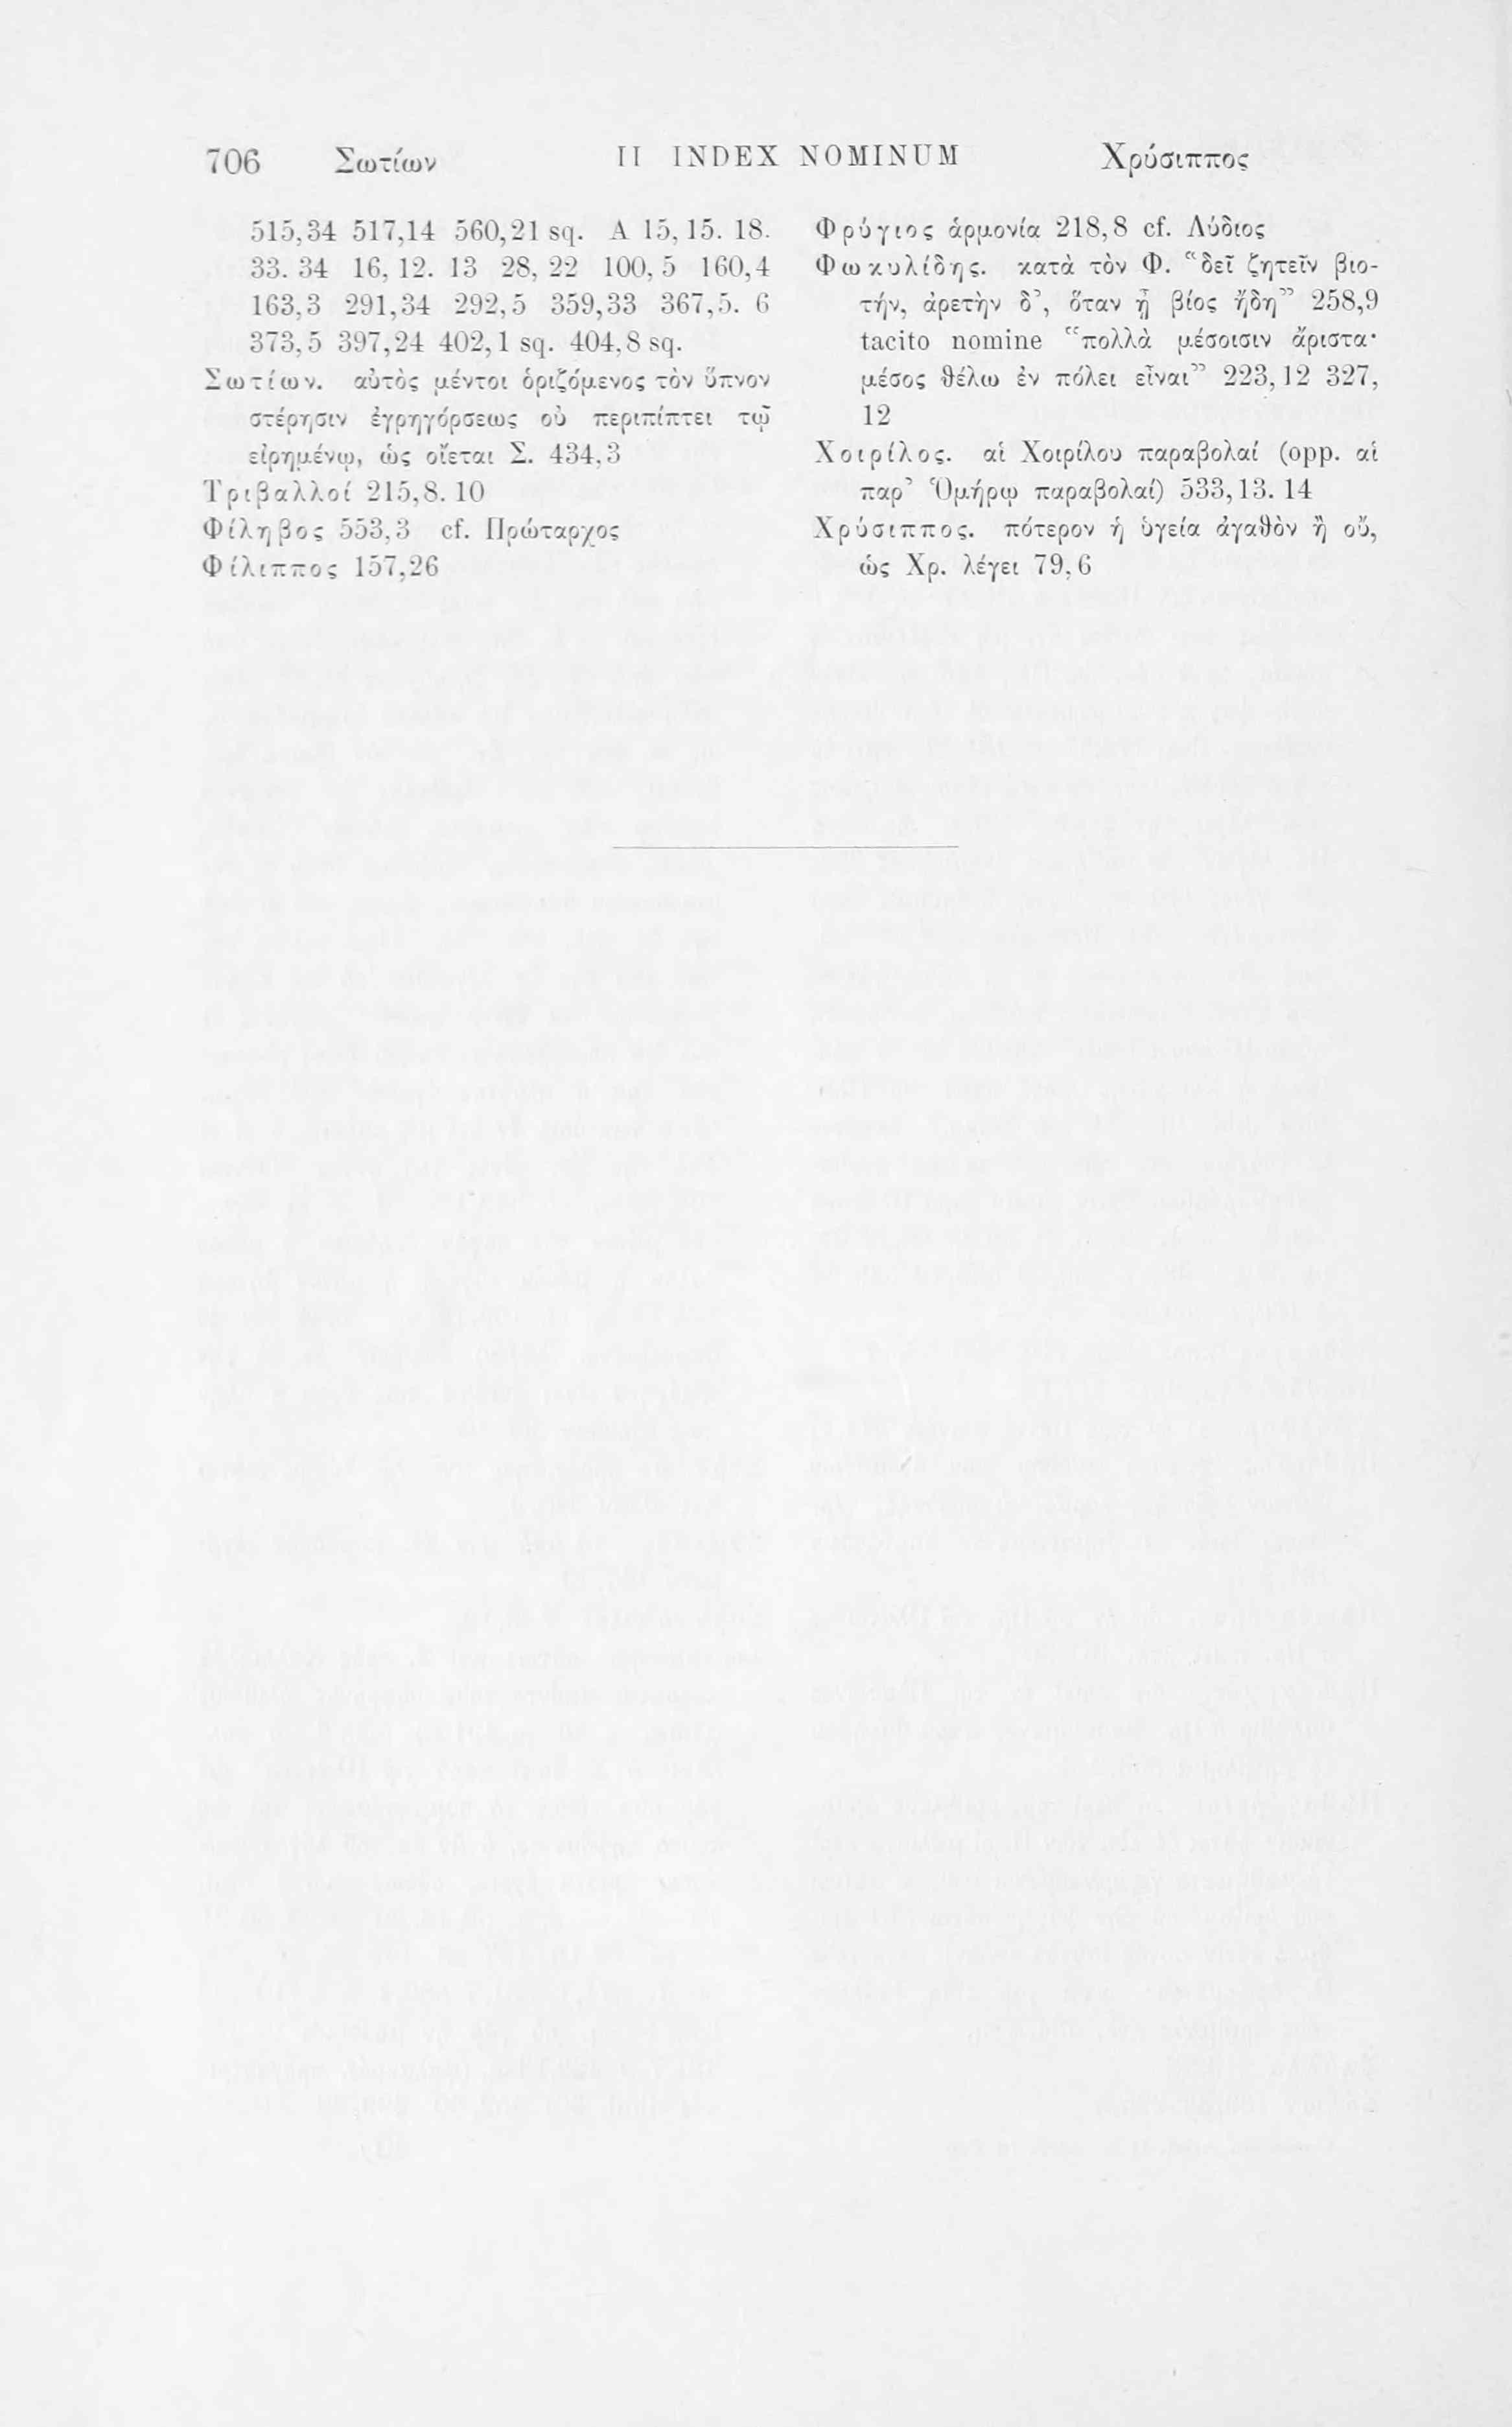 706 Σωτίων II INDEX NOMINUM Χρύσιππος
515,34 517,14 560,21 sq. A 15, 15. 18.
33. 34 16, 12. 13 28, 22 100, 5 160,4
163,3 291,34 292,5 359,33 367,5. 6
373,5 397,24 402,1 sq. 404,8 sq.
Σωτίων. αὐτὸς μέντοι ὁριζόμενος τὸν ὕπνον
στέρησιν ἐγρηγόρσεως οὐ περιπίπτει τῷ
εἰρημένῳ, ὡς οἴεται Σ. 434,3
Τριβαλλοί 215,8. 10
Φίληβος 553,3 cf. Πρώταρχος
Φίλιππος 157,26
Φρύγιος ἁρμονία 218,8 cf. Λύδιος
Φωκυλίδης. κατὰ τὸν Φ. “δεῖ ζητεῖν βιο-
τήν, ἀρετὴν δ’, ὅταν ᾖ βίος ἤδη” 258,9
tacito nomine “πολλὰ μέσοισιν ἄριστα·
μέσος θέλω ἐν πόλει εἶναι” 223,12 327,
12
Χοιρίλος. αἱ Χοιρίλου παραβολαί (opp. αἱ
παρ’ Ὁμήρῳ παραβολαί) 533,13. 14
Χρύσιππος. πότερον ἡ ὑγεία ἀγαθὸν ἢ οὔ,
ὡς Χρ. λέγει 79,6